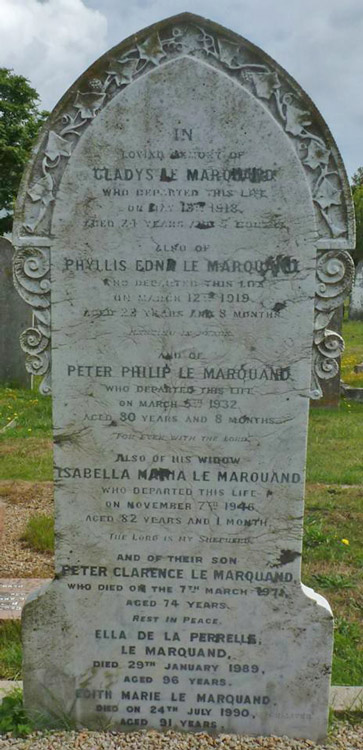 IN
LOVING MEMORY OF
GLADYS LE MARQUAND
WHO DEPARTED THIS LIFE
ON MAY 13TH 1918,
AGED 24 YEARS AND MONTHS
ALSO OF
PHYLLIS EDNA LE MARQUAND
WHO DEPARTED THIS LIFE
ON MARCH 12TH 1919,
AGED 22 YEARS AND 8 MONTHS
AND OF
PETER PHILIP LE MARQUAND
WHO DEPARTED THIS LIFE
ON MARCH 5TH 1932,
AGED 80 YEARS AND 8 MONTHS
FOR EVER WITH THE LORD.
ALSO OF HIS WIDOW
ISABELLA MARIA LE MARQUAND
WHO DEPARTED THIS LIFE
ON NOVEMBER 7TH 1946,
AGED 82 YEARS AND 1 MONTH.
THE LORD IS MY SHEPHERD.
AND OF THEIR SON
PETER CLARENCE LE MARQUAND,
WHO DIED ON THE 7TH MARCH 1971,
AGED 74 YEARS.
REST IN PEACE.
ELLA DE LA PERRELLE,
LE MARQUAND,
DIED 29TH JANUARY 1989,
AGED 96 YEARS.
EDITH MARIE LE MARQUAND,
DIED ON 24TH JULY 1990,
AGED 91 YEARS.